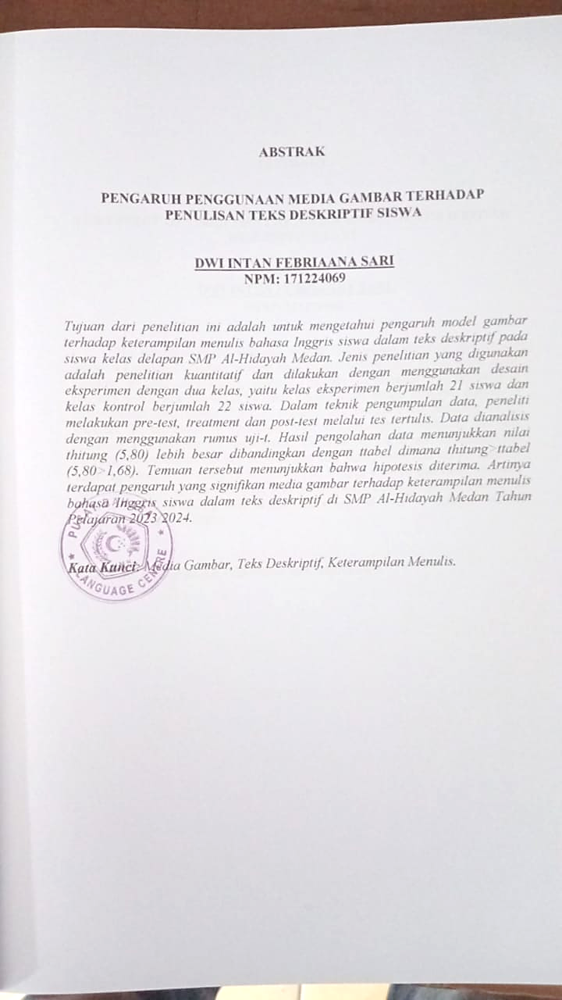 ABSTRAK
PENGARUH PENGGUNAAN MEDIA GAMBAR TERHADAP
PENULISAN TEKS DESKRIPTIF SISWA
DWI INTAN FEBRIAANA SARI
NPM: 171224069
Tujuan dari penelitian ini adalah untuk mengetahui pengaruh model gambar
terhadap keterampilan menulis bahasa Inggris siswa dalam teks deskriptif pada
siswa kelas delapan SMP Al-Hidayah Medan. Jenis penelitian yang digunakan
adalah penelitian kuantitatif dan dilakukan dengan menggunakan desain
eksperimen dengan dua kelas, yaitu kelas eksperimen berjumlah 21 siswa dan
kelas kontrol berjumlah 22 siswa. Dalam teknik pengumpulan data, peneliti
melakukan pre-test, treatment dan post-test melalui tes tertulis. Data dianalisis
dengan menggunakan rumus uji-t. Hasil pengolahan data menunjukkan nilai
thitung (5,80) lebih besar dibandingkan dengan ttabel dimana thitung>ttabel
(5,80>1,68). Temuan tersebut menunjukkan bahwa hipotesis diterima. Artinya
terdapat pengaruh yang signifikan media gambar terhadap keterampilan menulis
bahasa Inggris siswa dalam teks deskriptif di SMP Al-Hidayah Medan Tahun
Pelajaran 2023 2024.
Kata Kunci: Media Gambar, Teks Deskriptif, Keterampilan Menulis.
LANGUAGE CENTRE